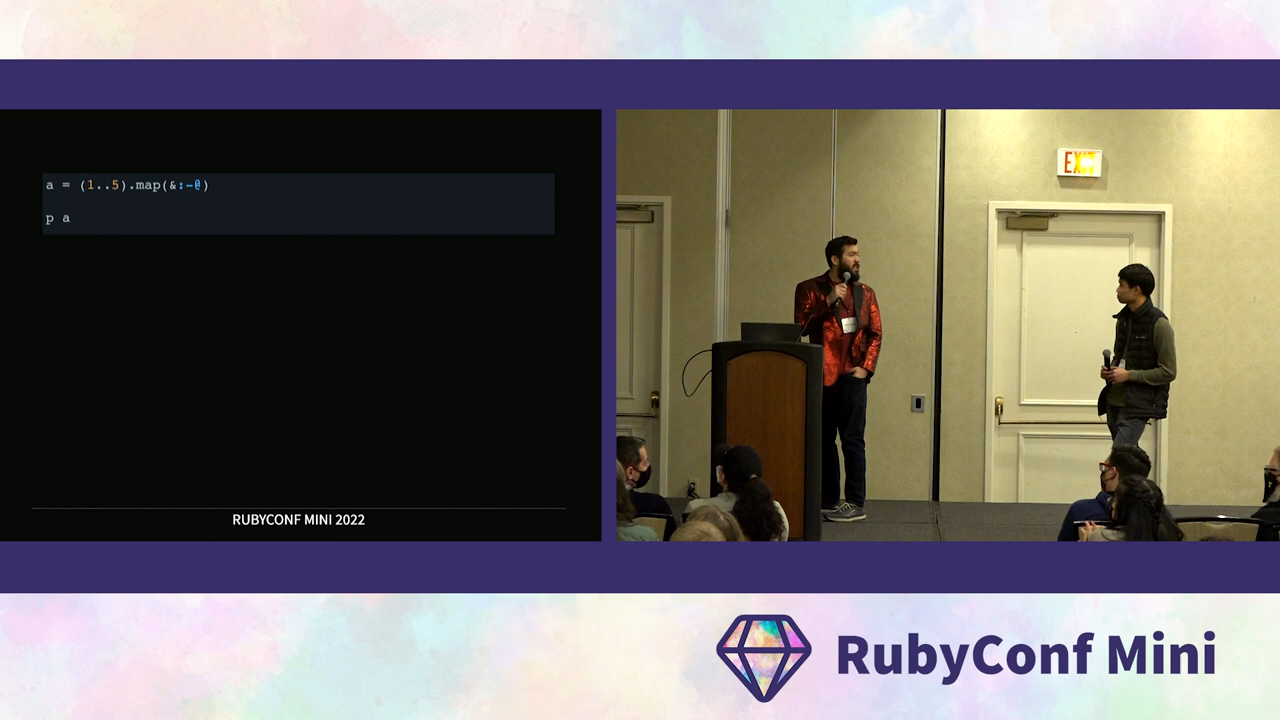 a = (1..5).map(&:-@)
p a
RUBYCONF MINI 2022
EXIT
RubyConf Mini